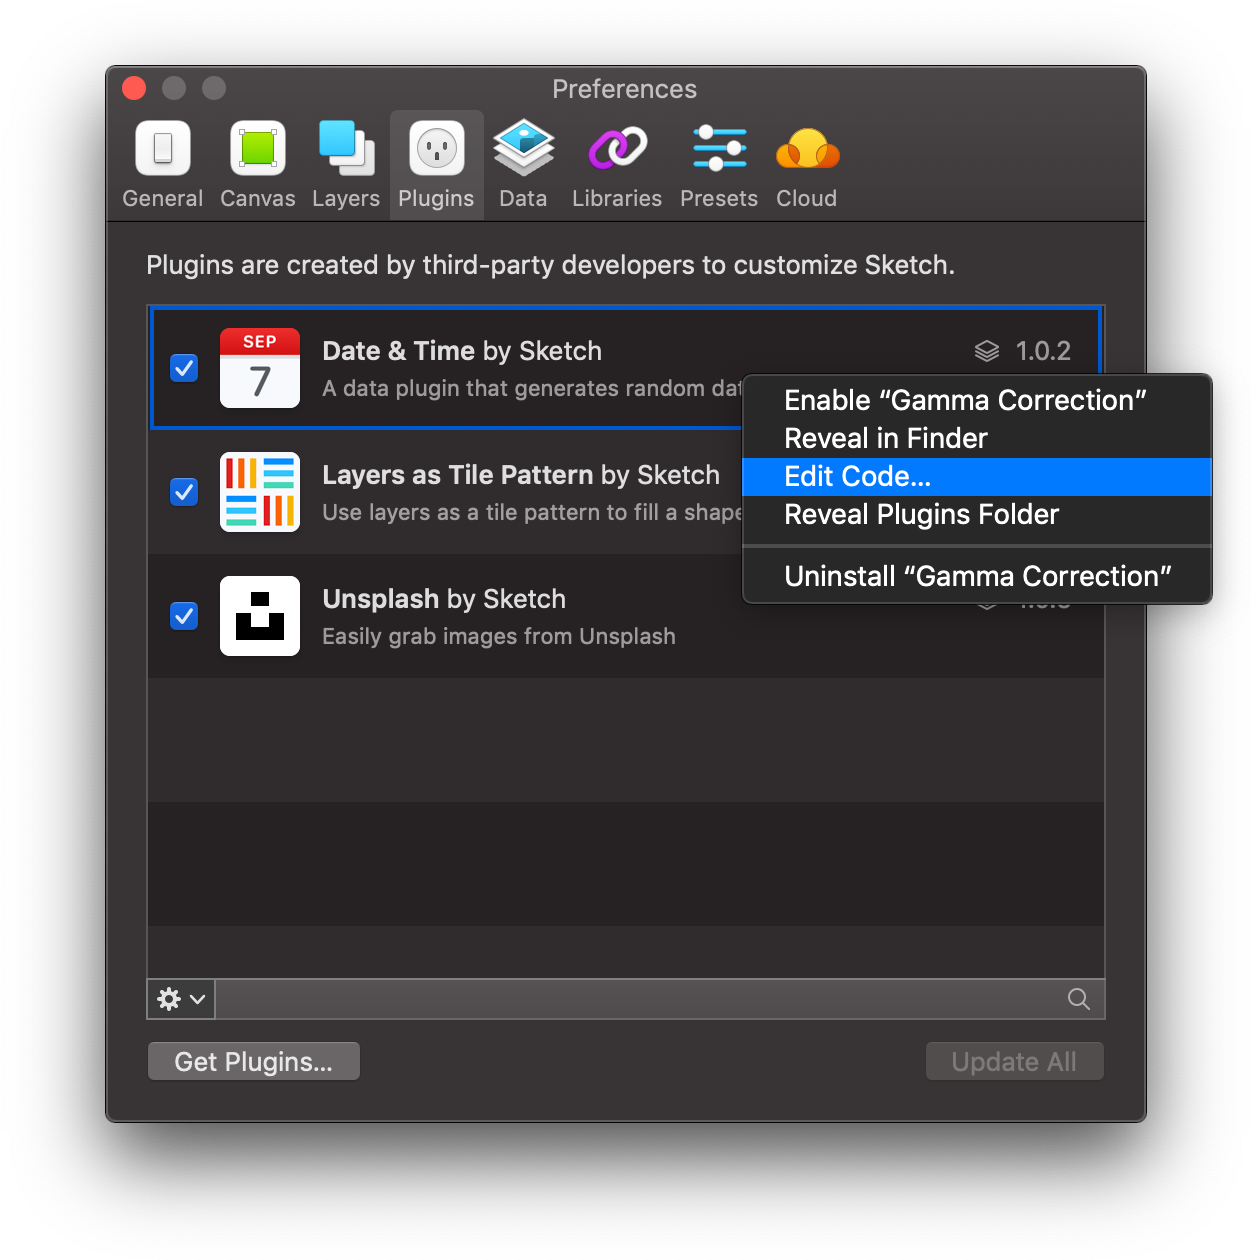 Preferences
General Canvas Layers Plugins Data Libraries Presets Cloud
Plugins are created by third-party developers to customize Sketch.
SEP
7
Date & Time by Sketch
1.0.2
A data plugin that generates random
Enable “Gamma Correction”
Reveal in Finder
Edit Code...
Reveal Plugins Folder
Uninstall “Gamma Correction”
Layers as Tile Pattern by Sketch
Use layers as a tile pattern to fill a shape
Unsplash by Sketch
Easily grab images from Unsplash
Get Plugins...
Update All